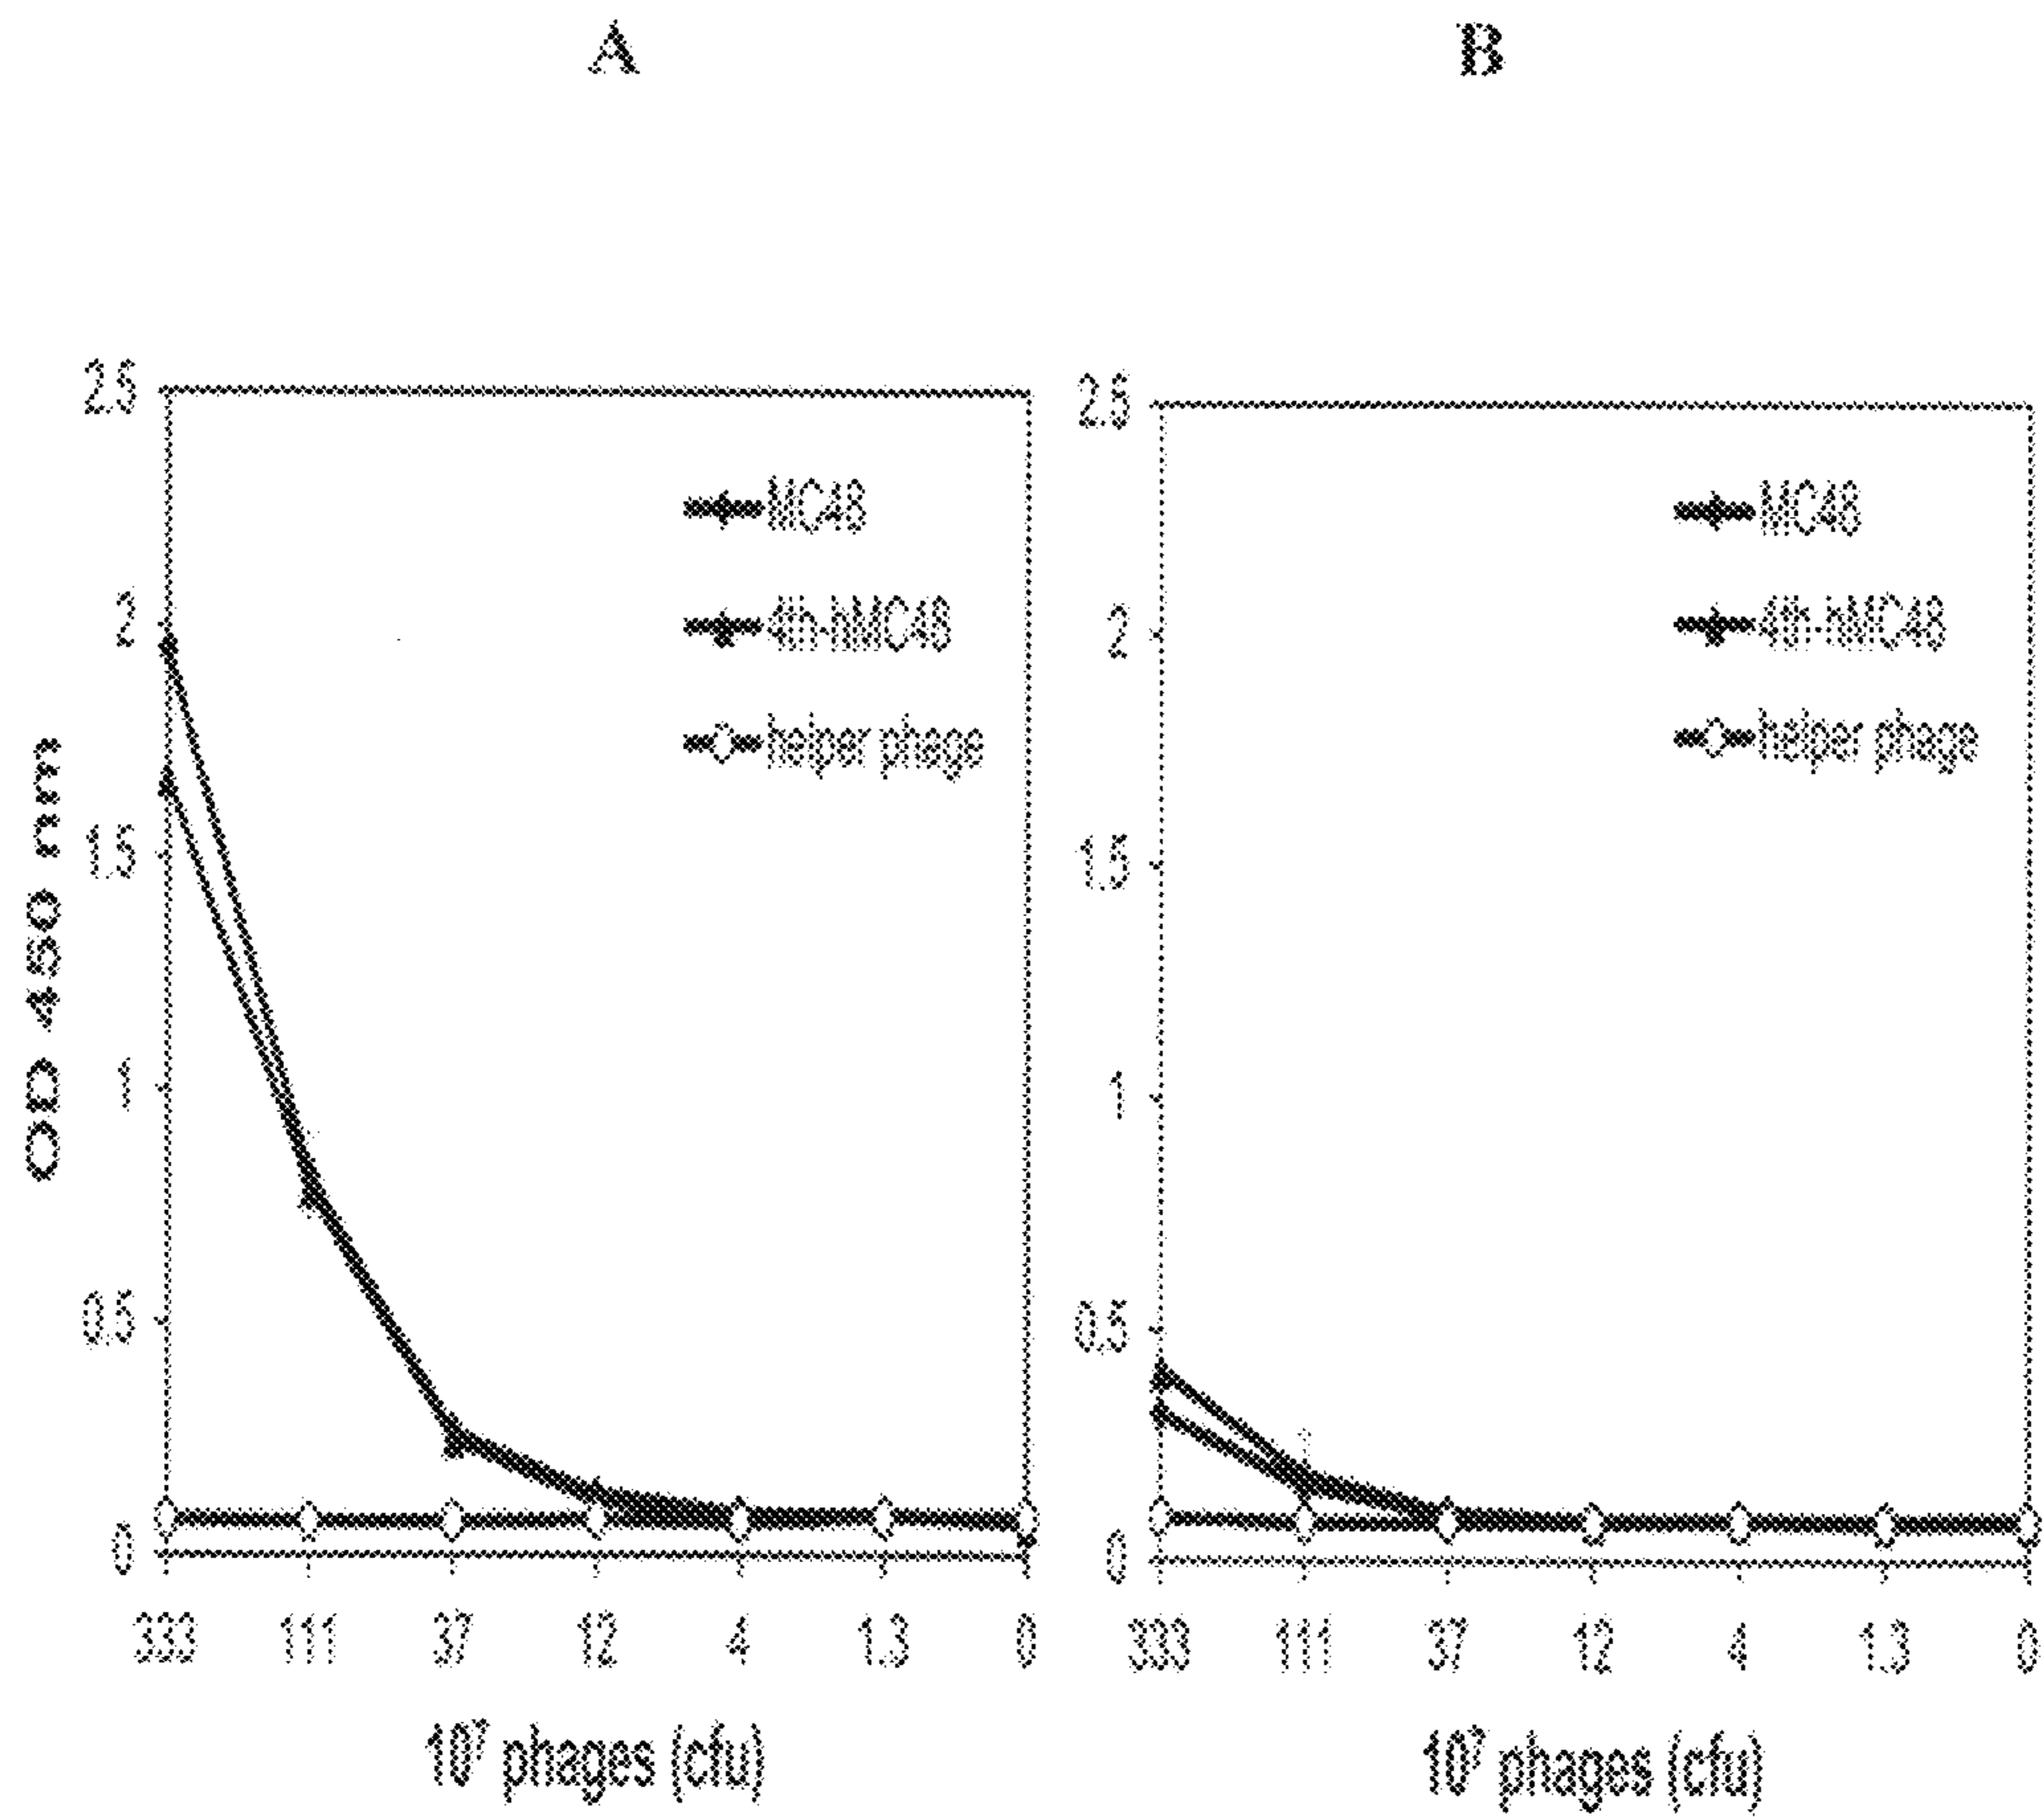 A
B
OD 450 nm
2.5
2
1.5
1
0.5
0
MC48
4th-hMC48
helper phage
333 111 37 12 4 1.3 0
10⁷ phages (cfu)
2.5
2
1.5
1
0.5
0
MC48
4th-hMC48
helper phage
333 111 37 12 4 1.3 0
10⁷ phages (cfu)